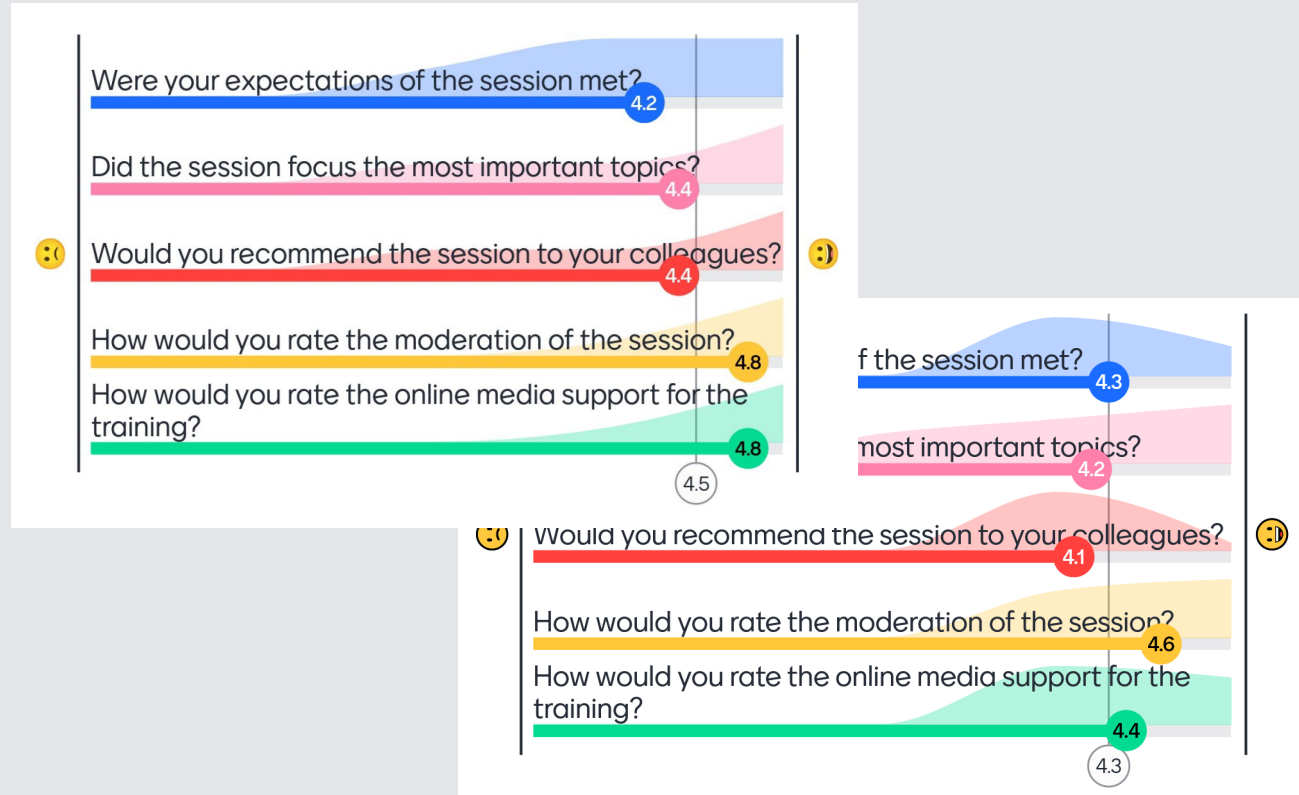 Were your expectations of the session met?
4.2
Did the session focus the most important topics?
4.4
Would you recommend the session to your colleagues?
4.4
How would you rate the moderation of the session?
4.8
How would you rate the online media support for the
training?
4.8
4.5
f the session met?
4.3
most important topics?
4.2
Would you recommend the session to your colleagues?
4.1
How would you rate the moderation of the session?
4.6
How would you rate the online media support for the
training?
4.4
4.3